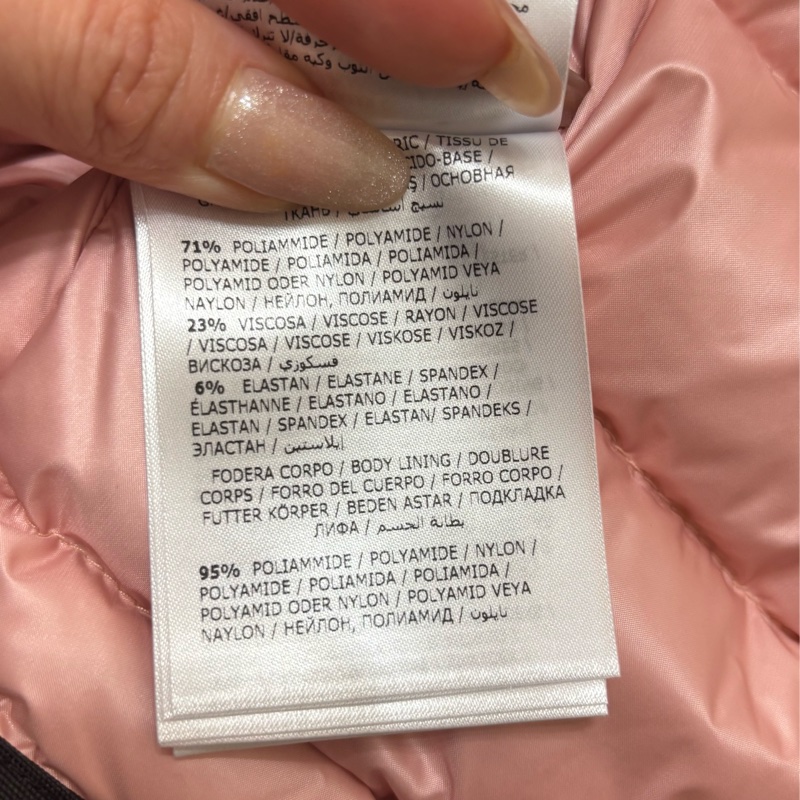 RIC / TISSU DE
CIDO-BASE /
Ş / ОСНОВНАЯ
ТКАНЬ / نسيج أساسي
71% POLIAMMIDE / POLYAMIDE / NYLON /
POLYAMIDE / POLIAMIDA / POLIAMIDA /
POLYAMID ODER NYLON / POLYAMID VEYA
NAYLON / НЕЙЛОН, ПОЛИАМИД / نايلون
23% VISCOSA / VISCOSE / RAYON / VISCOSE
/ VISCOSA / VISCOSE / VISKOSE / VISKOZ /
ВИСКОЗА / فسكوزي
6% ELASTAN / ELASTANE / SPANDEX /
ÉLASTHANNE / ELASTANO / ELASTANO /
ELASTAN / SPANDEX / ELASTAN/ SPANDEKS /
ЭЛАСТАН / إيلاستين
FODERA CORPO / BODY LINING / DOUBLURE
CORPS / FORRO DEL CUERPO / FORRO CORPO /
FUTTER KÖRPER / BEDEN ASTAR / ПОДКЛАДКА
ЛИФА / بطانة الجسم
95% POLIAMMIDE / POLYAMIDE / NYLON /
POLYAMIDE / POLIAMIDA / POLIAMIDA /
POLYAMID ODER NYLON / POLYAMID VEYA
NAYLON / НЕЙЛОН, ПОЛИАМИД / نايلون